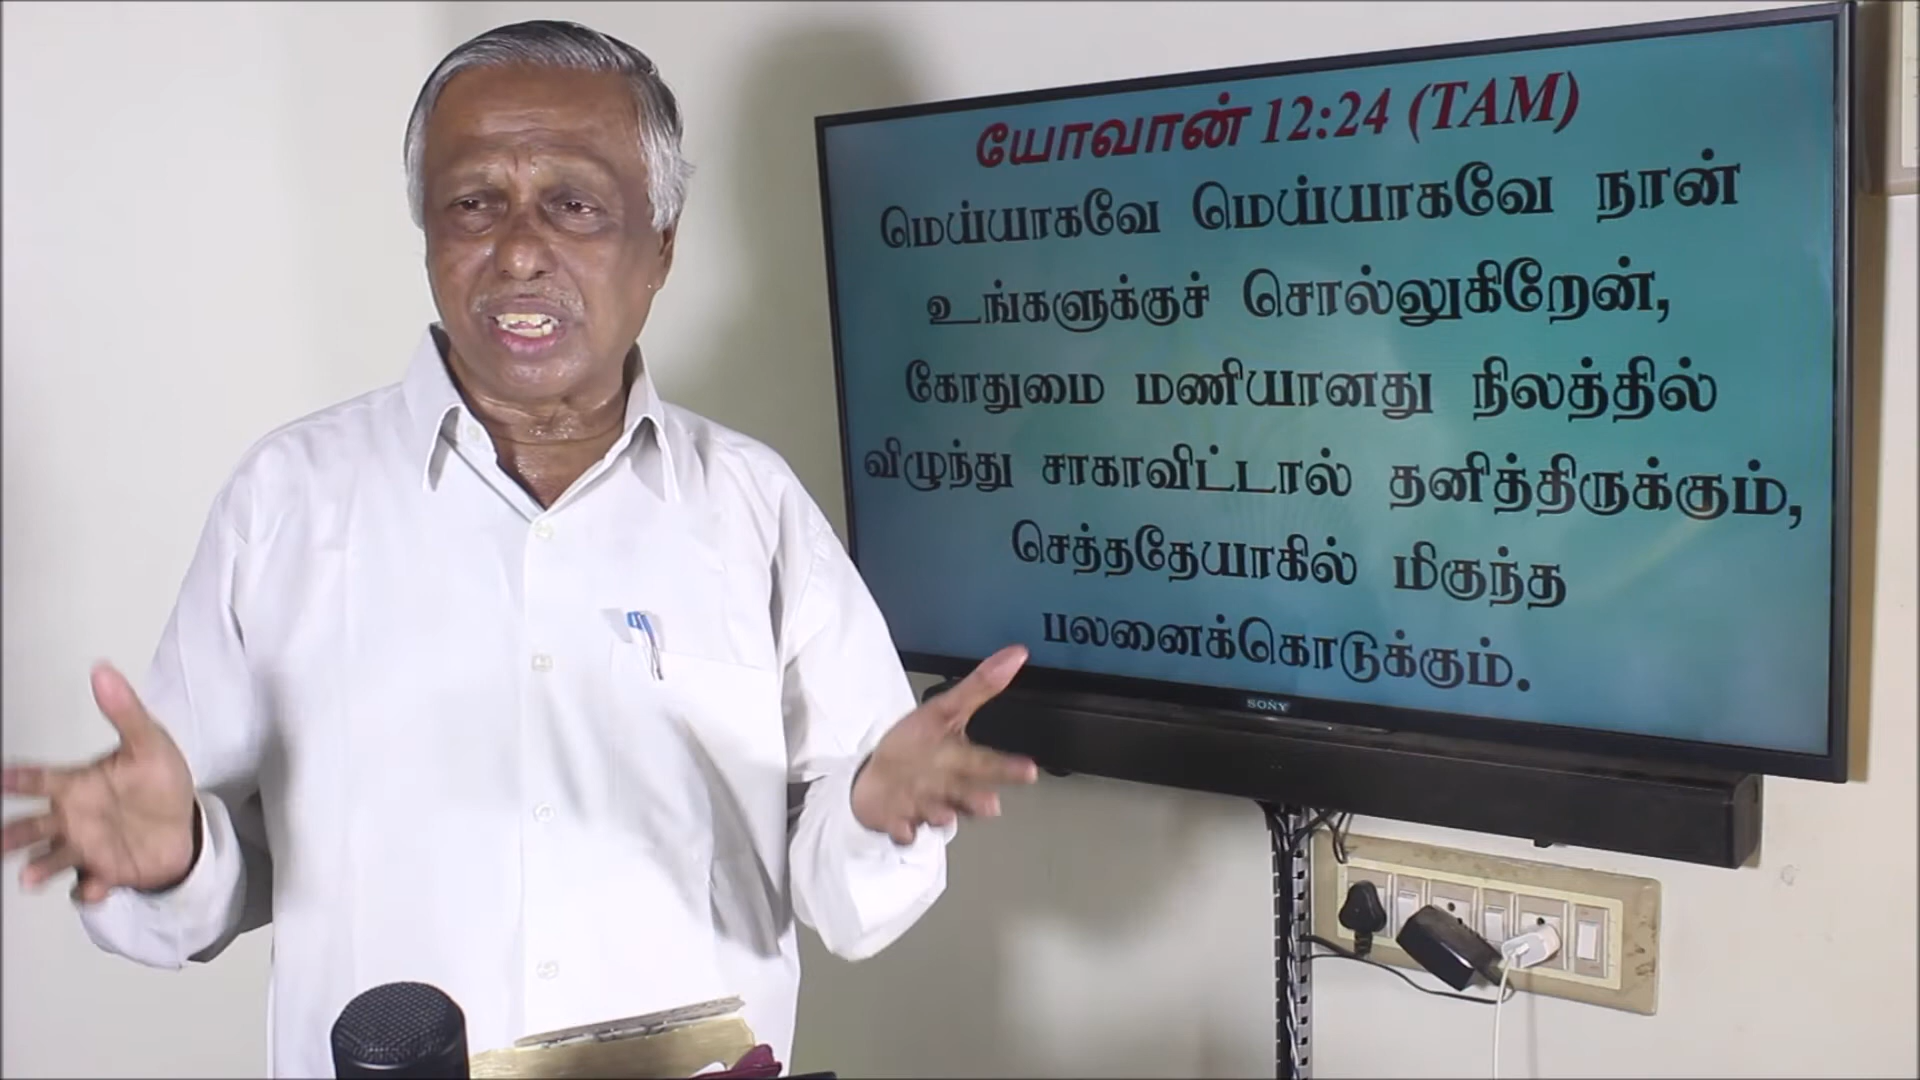 யோவான் 12:24 (TAM)
மெய்யாகவே மெய்யாகவே நான்
உங்களுக்குச் சொல்லுகிறேன்,
கோதுமை மணியானது நிலத்தில்
விழுந்து சாகாவிட்டால் தனித்திருக்கும்,
செத்ததேயாகில் மிகுந்த
பலனைக்கொடுக்கும்.
SONY